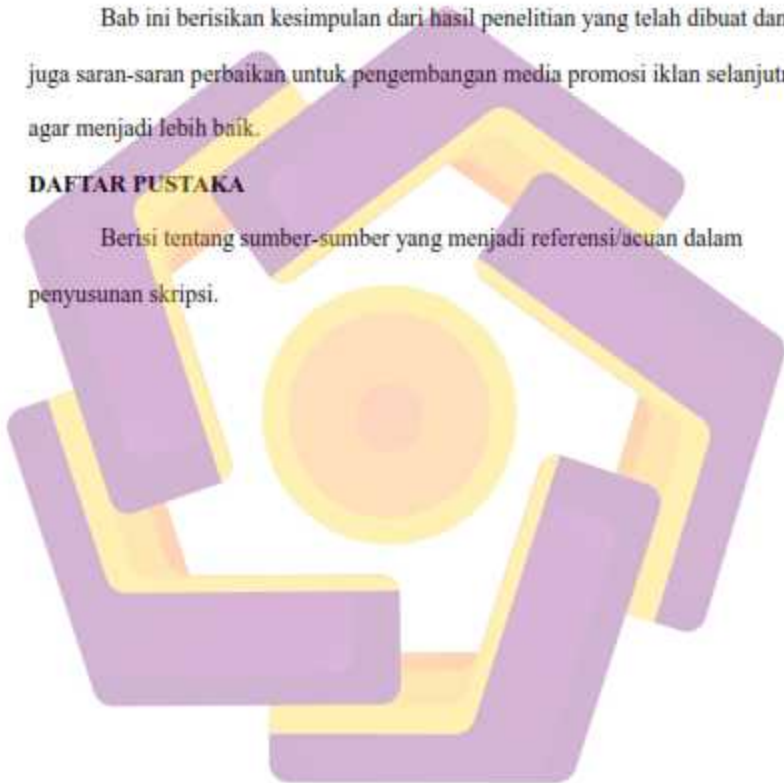 Bab ini berisikan kesimpulan dari hasil penelitian yang telah dibuat dan
juga saran-saran perbaikan untuk pengembangan media promosi iklan selanjutn
agar menjadi lebih baik.
DAFTAR PUSTAKA
Berisi tentang sumber-sumber yang menjadi referensi/acuan dalam
penyusunan skripsi.